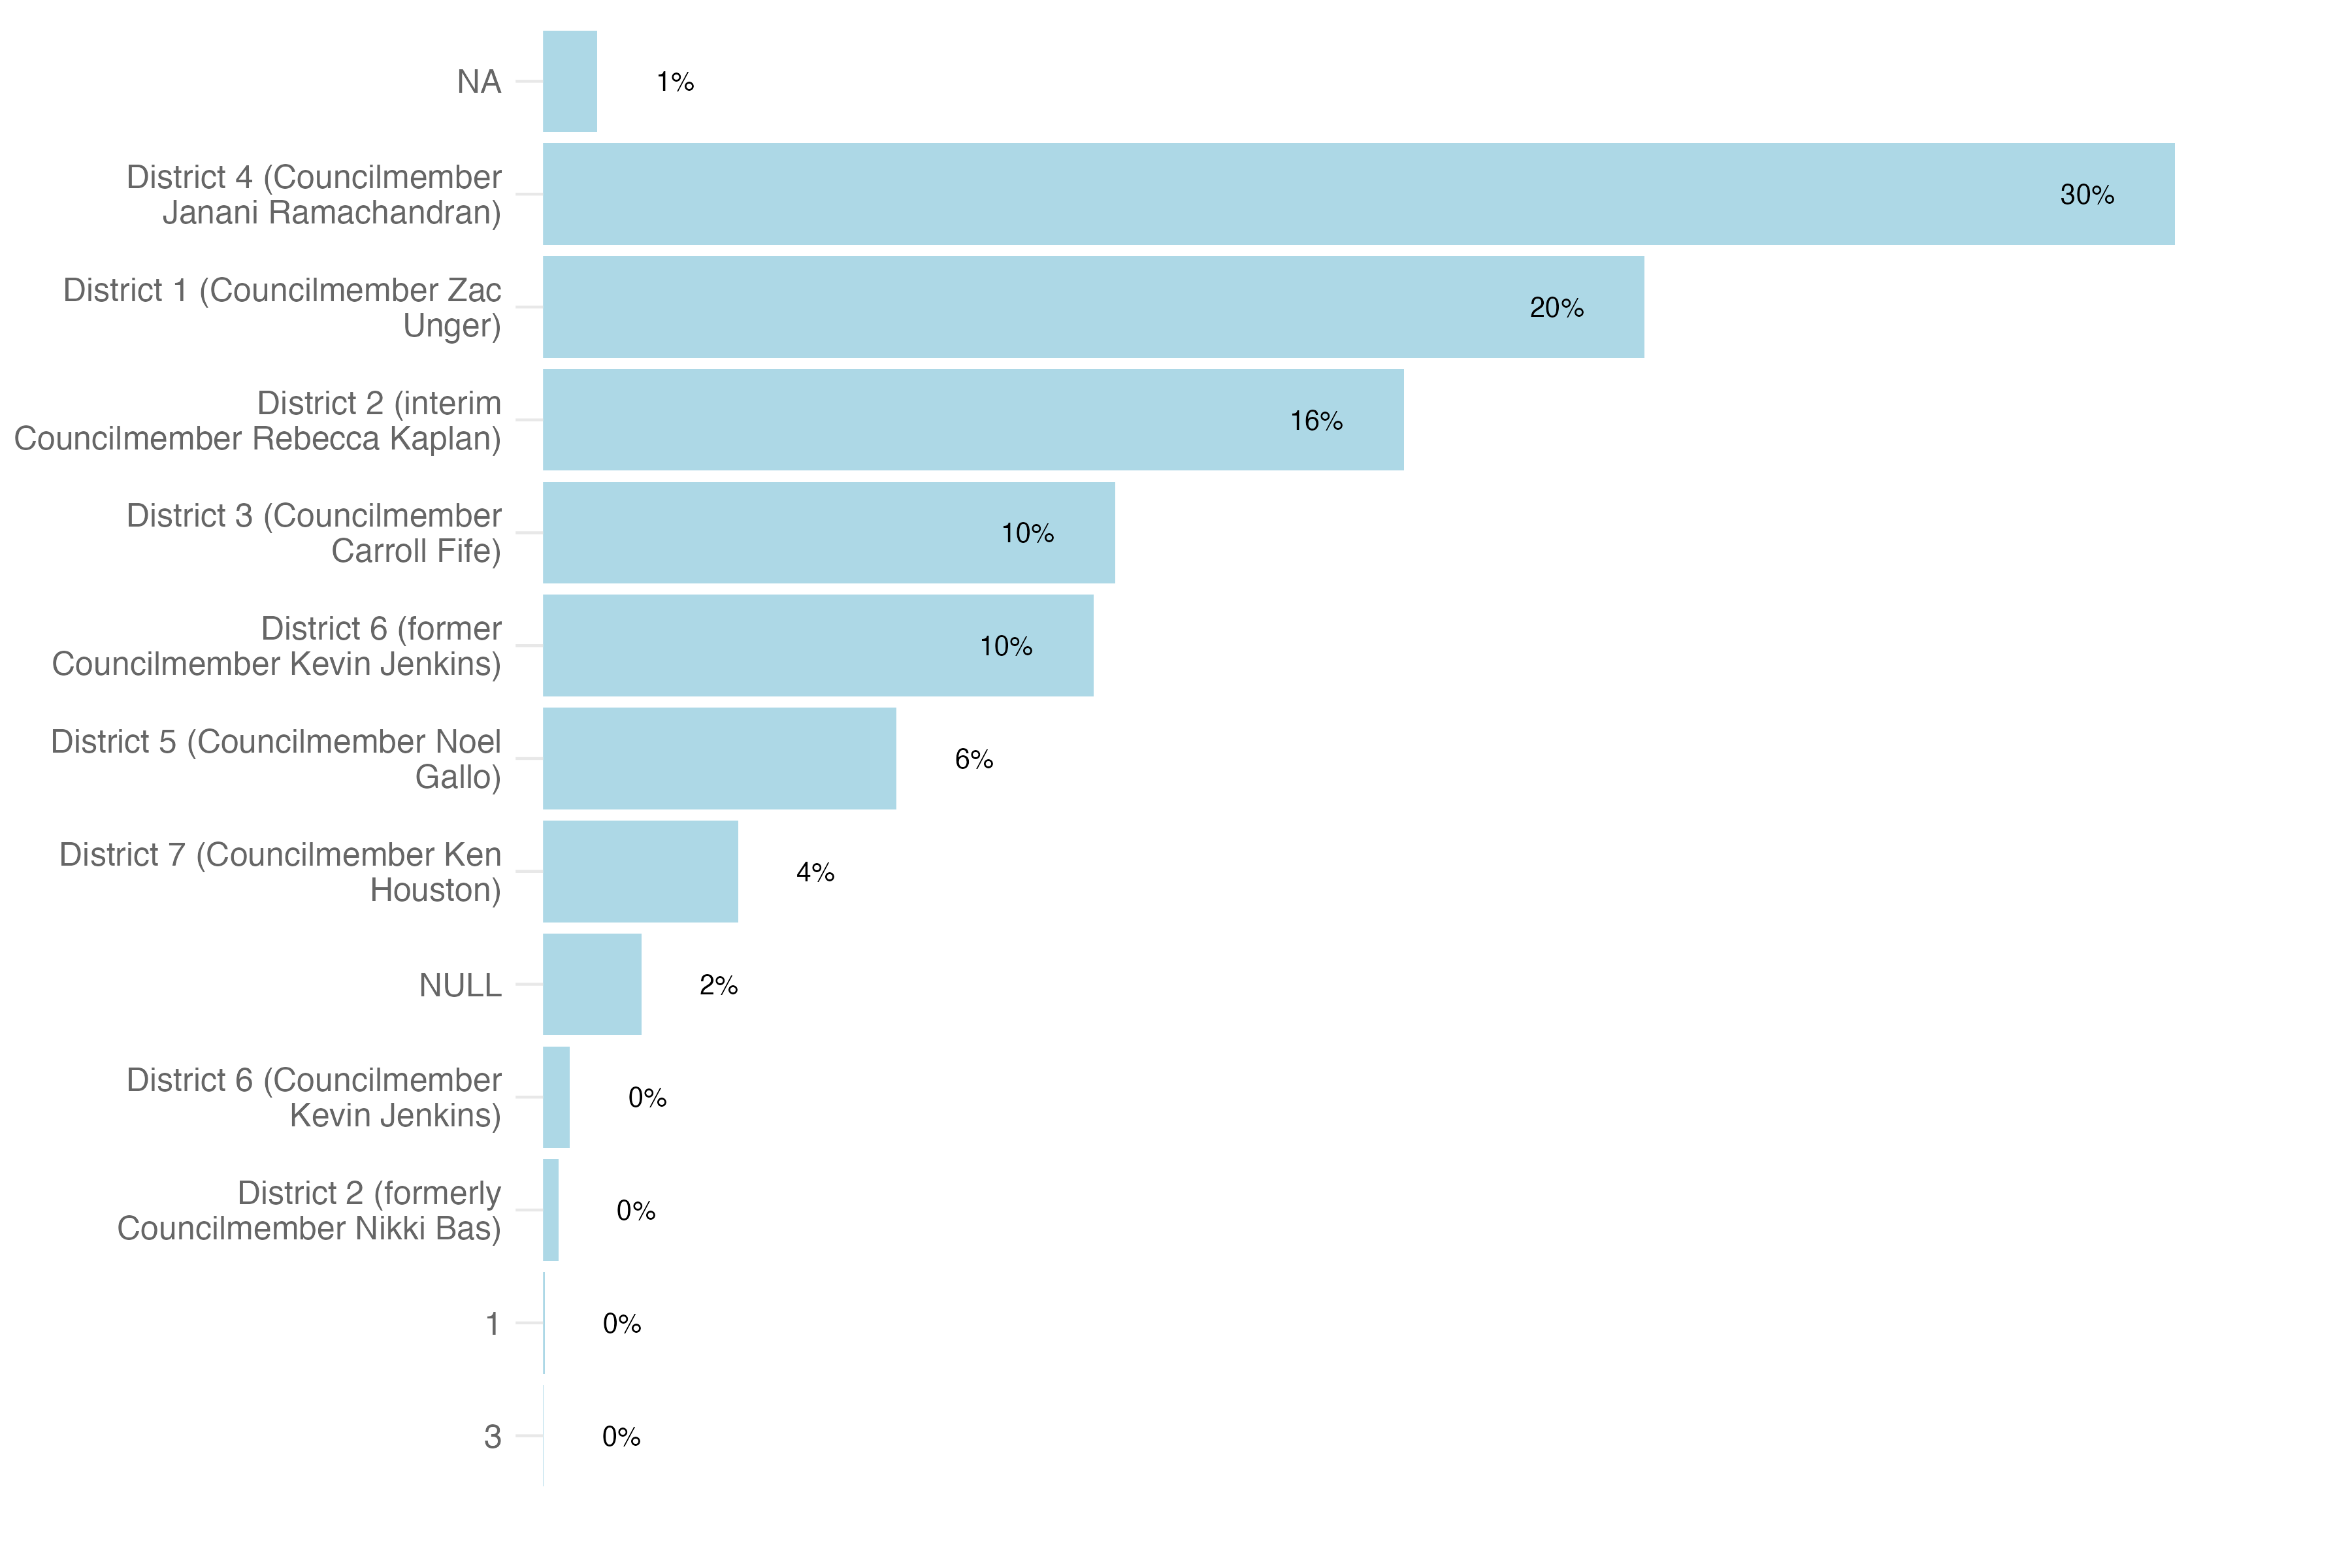 NA
1%
District 4 (Councilmember
Janani Ramachandran)
30%
District 1 (Councilmember Zac
Unger)
20%
District 2 (interim
Councilmember Rebecca Kaplan)
16%
District 3 (Councilmember
Carroll Fife)
10%
District 6 (former
Councilmember Kevin Jenkins)
10%
District 5 (Councilmember Noel
Gallo)
6%
District 7 (Councilmember Ken
Houston)
4%
NULL
2%
District 6 (Councilmember
Kevin Jenkins)
0%
District 2 (formerly
Councilmember Nikki Bas)
0%
1
0%
3
0%